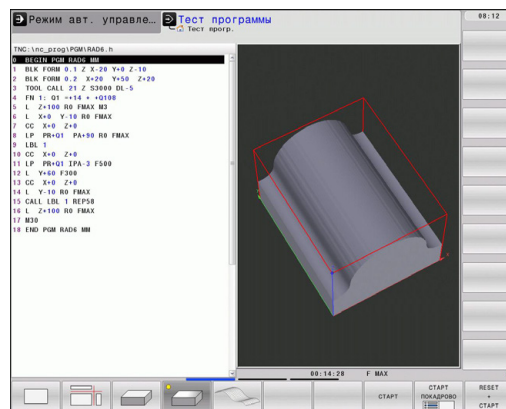 Режим авт. управле…
Тест программы
Тест прогр.
08:12
TNC:\nc_prog\PGM\RAD6.h
0 BEGIN PGM RAD6 MM
1 BLK FORM 0.1 Z X-20 Y+0 Z-10
2 BLK FORM 0.2 X+20 Y+50 Z+20
3 TOOL CALL 21 Z S3000 DL-5
4 FN 1: Q1 =+14 + +Q108
5 L Z+100 R0 FMAX M3
6 L X+0 Y-10 R0 FMAX
7 CC X+0 Z+0
8 LP PR+Q1 PA+90 R0 FMAX
9 LBL 1
10 CC X+0 Z+0
11 LP PR+Q1 IPA-3 F500
12 L Y+60 F300
13 CC X+0 Z+0
14 L Y-10 R0 FMAX
15 CALL LBL 1 REP58
16 L Z+100 R0 FMAX
17 M30
18 END PGM RAD6 MM
00:14:28 F MAX
СТАРТ
СТАРТ
ПОКАДРОВО
RESET
+
СТАРТ